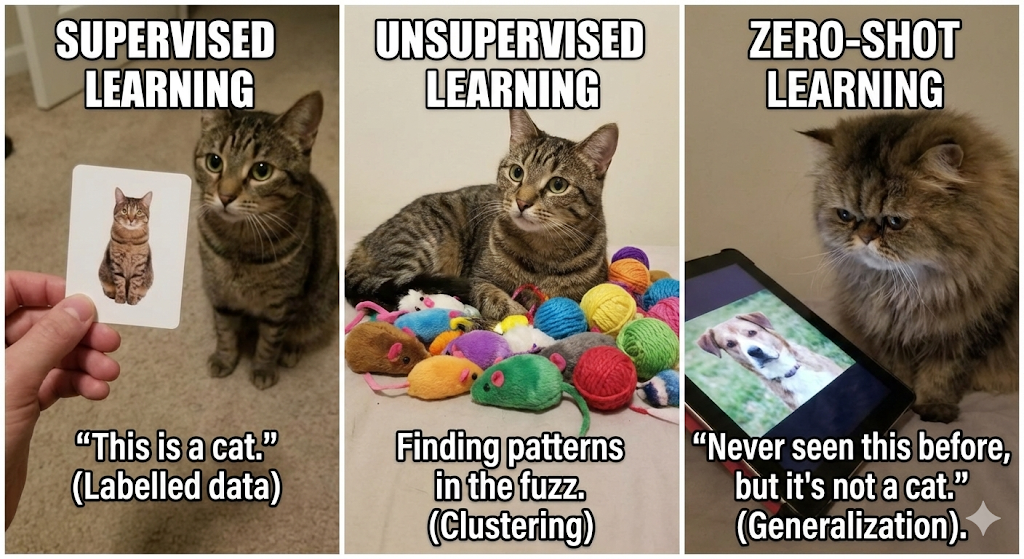 SUPERVISED
LEARNING
"This is a cat."
(Labelled data)
UNSUPERVISED
LEARNING
Finding patterns
in the fuzz.
(Clustering)
ZERO-SHOT
LEARNING
“Never seen this before,
but it's not a cat.”
(Generalization).